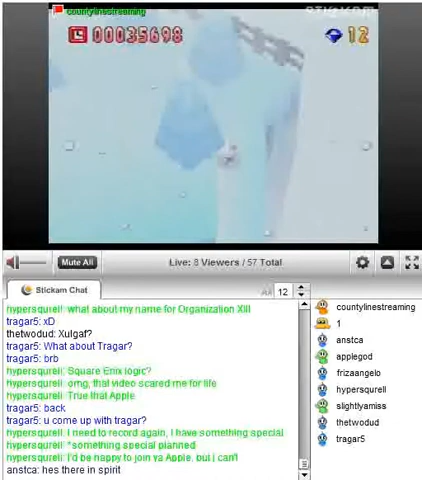 countylinestreaming
stickam
00035698
12
Mute All
Live: 8 Viewers / 57 Total
Stickam Chat
AA 12
hypersqurell: what about my name for Organization XIII
tragar5: xD
thetwodud: Xulgaf?
tragar5: What about Tragar?
tragar5: brb
hypersqurell: Square Enix logic?
hypersqurell: omg, that video scared me for life
hypersqurell: True that Apple
tragar5: back
tragar5: u come up with tragar?
hypersqurell: I need to record again, I have something special
hypersqurell: *something special planned
hypersqurell: I'd be happy to join ya Apple, but j can't
anstca: hes there in spirit
countylinestreaming
1
anstca
applegod
frizaangelo
hypersqurell
slightlyamiss
thetwodud
tragar5